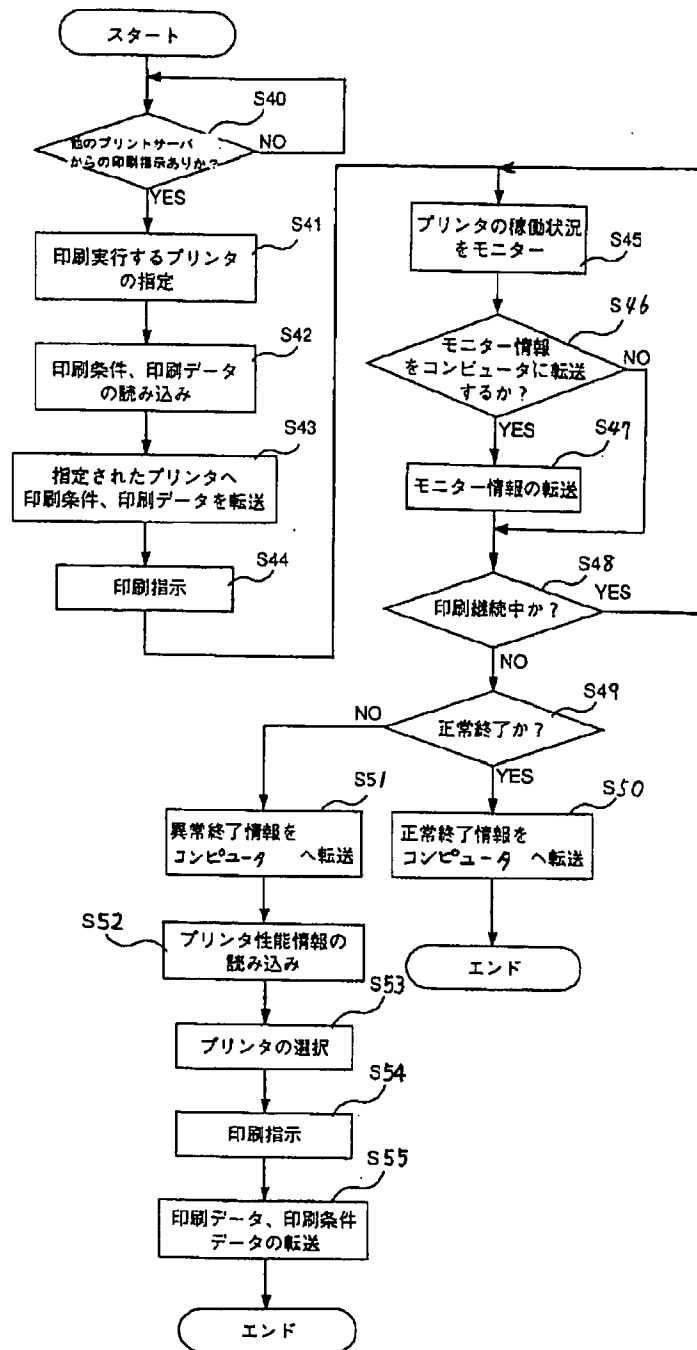 スタート
S40
他のプリントサーバ
からの印刷指示ありか?
NO
YES
S41
印刷実行するプリンタ
の指定
S42
印刷条件、印刷データ
の読み込み
S43
指定されたプリンタへ
印刷条件、印刷データを転送
S44
印刷指示
プリンタの稼働状況
をモニター
S45
S46
モニター情報
をコンピュータに転送
するか?
NO
YES
S47
モニター情報の転送
S48
印刷継続中か?
YES
NO
S49
正常終了か?
NO
YES
S51
異常終了情報を
コンピュータ へ転送
S50
正常終了情報を
コンピュータ へ転送
エンド
S52
プリンタ性能情報の
読み込み
S53
プリンタの選択
S54
印刷指示
S55
印刷データ、印刷条件
データの転送
エンド